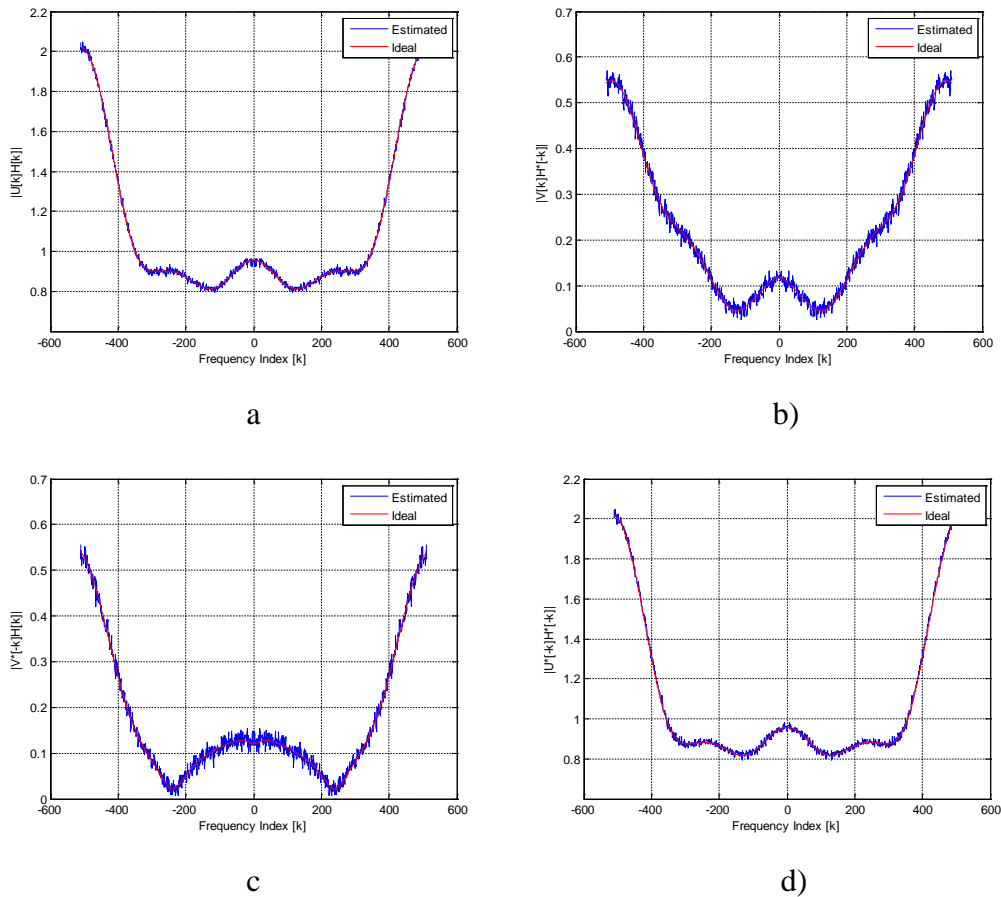 2.2
2
1.8
1.6
1.4
1.2
1
0.8
-600 -400 -200 0 200 400 600
Frequency Index [k]
|U[k]H[k]|
Estimated
Ideal
a
0.7
0.6
0.5
0.4
0.3
0.2
0.1
0
-600 -400 -200 0 200 400 600
Frequency Index [k]
|V[k]H*[-k]|
Estimated
Ideal
b)
0.7
0.6
0.5
0.4
0.3
0.2
0.1
0
-600 -400 -200 0 200 400 600
Frequency Index [k]
|V*[-k]H[k]|
Estimated
Ideal
c
2.2
2
1.8
1.6
1.4
1.2
1
0.8
-600 -400 -200 0 200 400 600
Frequency Index [k]
|U*[-k]H*[-k]|
Estimated
Ideal
d)